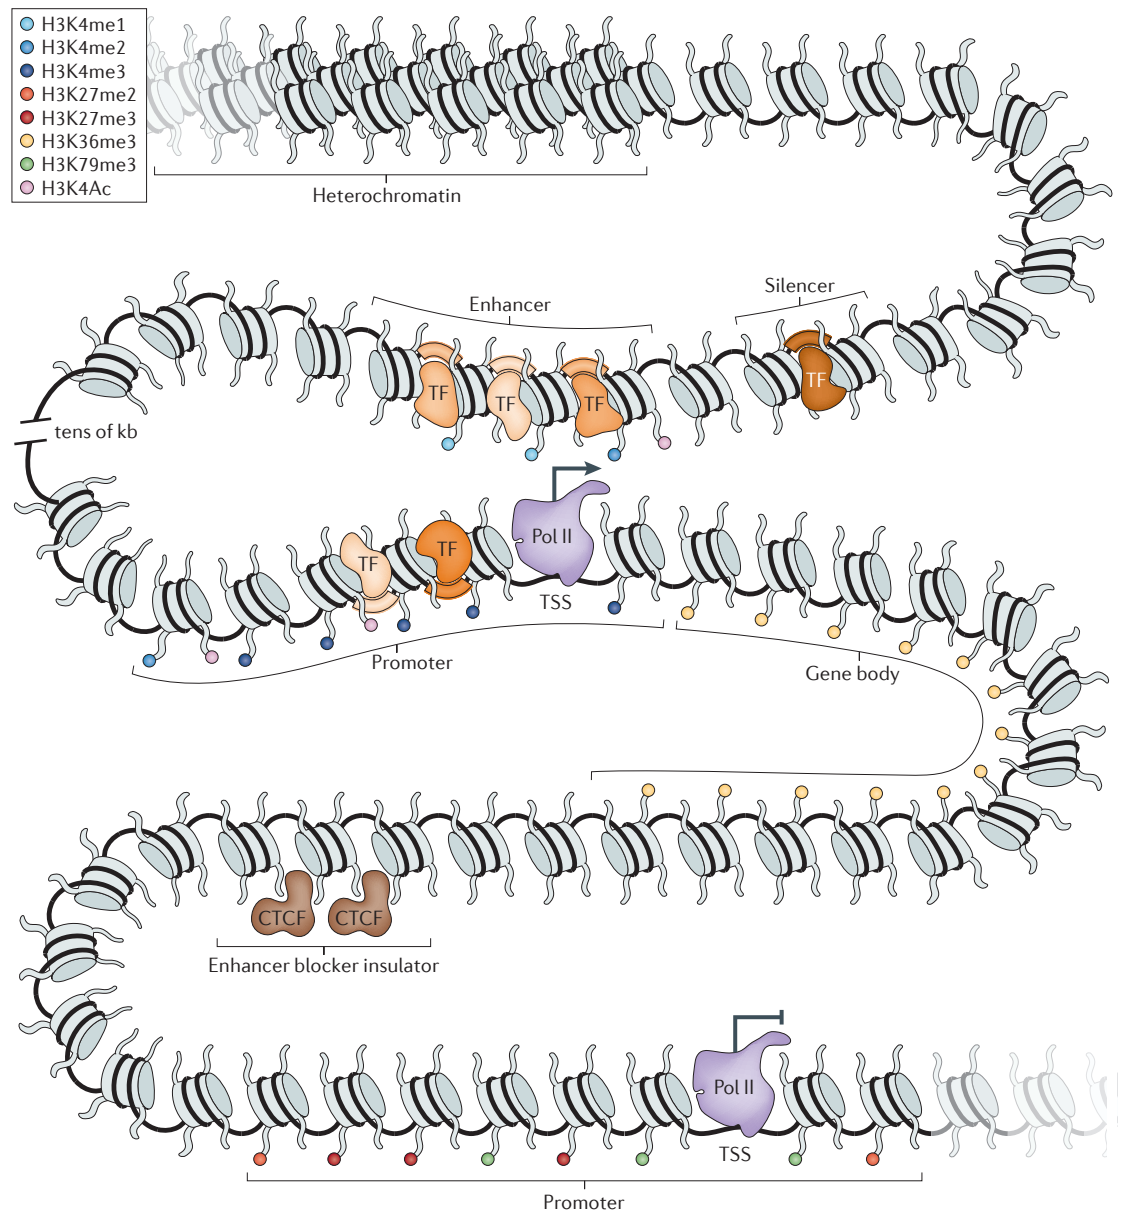 H3K4me1
H3K4me2
H3K4me3
H3K27me2
H3K27me3
H3K36me3
H3K79me3
H3K4Ac
Heterochromatin
Silencer
Enhancer
TF
TF
TF
TF
tens of kb
Pol II
TF
TF
TSS
Promoter
Gene body
CTCF
CTCF
Enhancer blocker insulator
Pol II
TSS
Promoter